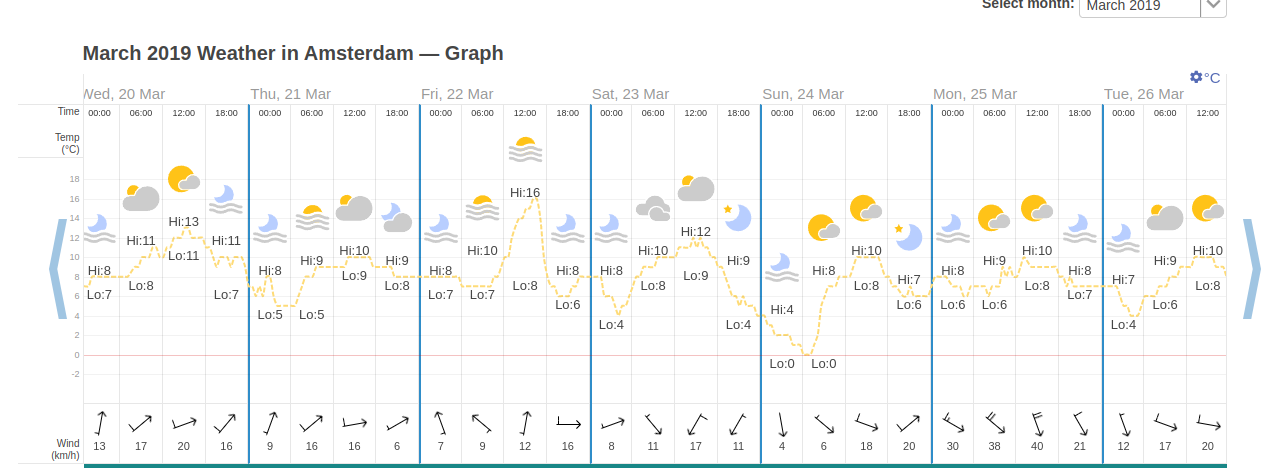 Select month: March 2019
March 2019 Weather in Amsterdam — Graph
°C
Wed, 20 Mar Thu, 21 Mar Fri, 22 Mar Sat, 23 Mar Sun, 24 Mar Mon, 25 Mar Tue, 26 Mar
Time 00:00 06:00 12:00 18:00 00:00 06:00 12:00 18:00 00:00 06:00 12:00 18:00 00:00 06:00 12:00 18:00 00:00 06:00 12:00 18:00 00:00 06:00 12:00 18:00 00:00 06:00 12:00
Temp
(°C)
18
16 Hi:16
14
Hi:13
12 Hi:12
Hi:11 Hi:11
10 Hi:10 Hi:10 Hi:10 Hi:10 Hi:10 Hi:10
Lo:11 Hi:9 Hi:9 Hi:9 Hi:9 Hi:9
8 Hi:8 Hi:8 Hi:8 Hi:8 Hi:8 Hi:8 Hi:8 Hi:8
Lo:9 Lo:9 Hi:7 Hi:7
Lo:8 Lo:8 Lo:8 Lo:8 Lo:8 Lo:8 Lo:8
6 Lo:7 Lo:7 Lo:7 Lo:7 Lo:7
Lo:6 Lo:6 Lo:6 Lo:6 Lo:6
4 Lo:5 Lo:5 Hi:4
Lo:4 Lo:4 Lo:4
2
0
Lo:0 Lo:0
-2
Wind
(km/h)
13 17 20 16 9 16 16 6 7 9 12 16 8 11 17 11 4 6 18 20 30 38 40 21 12 17 20